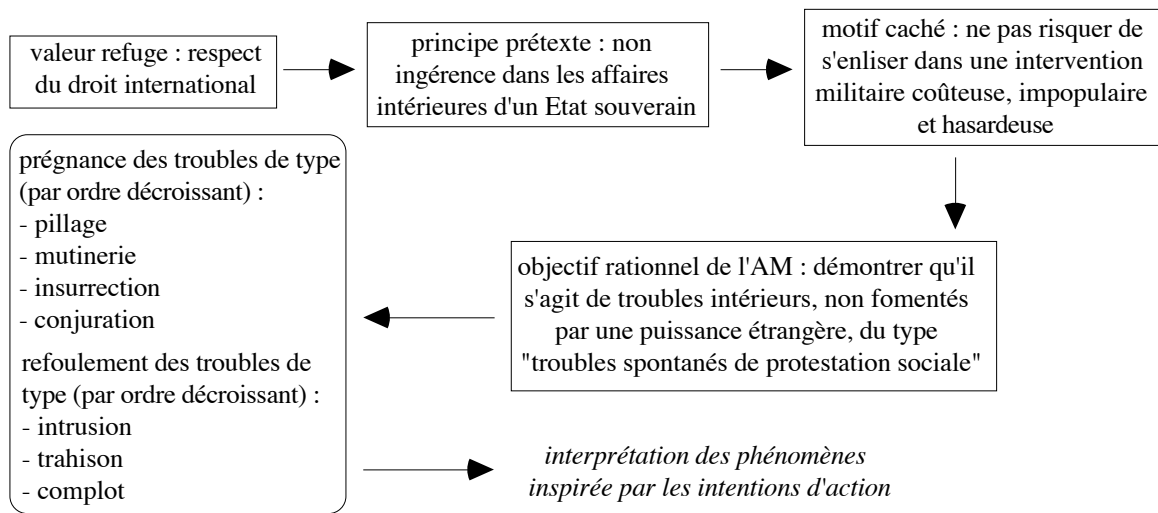 valeur refuge : respect
du droit international
principe prétexte : non
ingérence dans les affaires
intérieures d'un Etat souverain
motif caché : ne pas risquer de
s'enliser dans une intervention
militaire coûteuse, impopulaire
et hasardeuse
objectif rationnel de l'AM : démontrer qu'il
s'agit de troubles intérieurs, non fomentés
par une puissance étrangère, du type
"troubles spontanés de protestation sociale"
prégnance des troubles de type
(par ordre décroissant) :
- pillage
- mutinerie
- insurrection
- conjuration
refoulement des troubles de
type (par ordre décroissant) :
- intrusion
- trahison
- complot
interprétation des phénomènes
inspirée par les intentions d'action